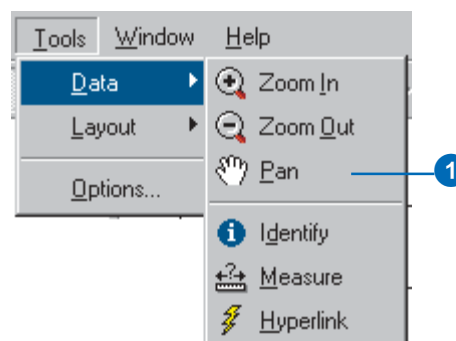 Tools Window Help
Data
Layout
Options...
Zoom In
Zoom Out
Pan
1
Identify
Measure
Hyperlink